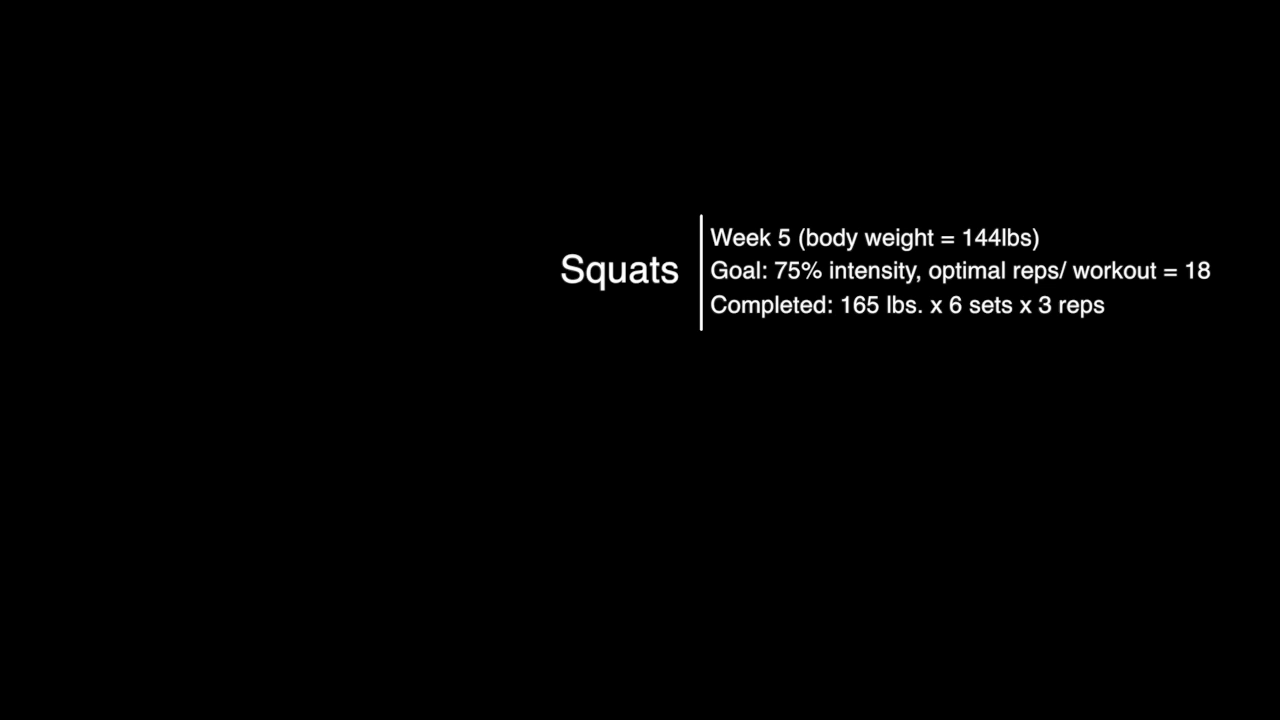 Squats
Week 5 (body weight = 144lbs)
Goal: 75% intensity, optimal reps/ workout = 18
Completed: 165 lbs. x 6 sets x 3 reps